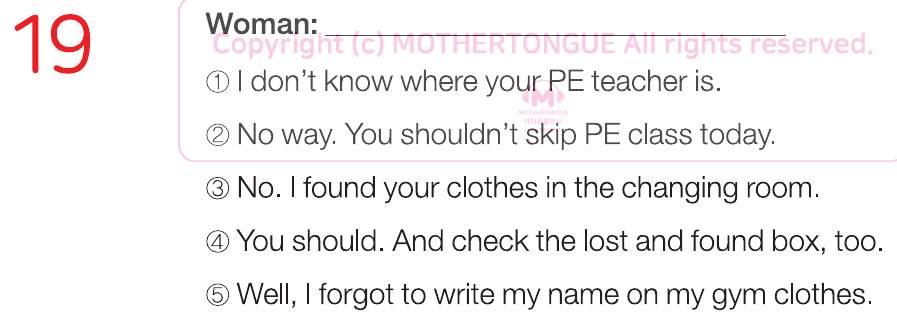 19
Woman: ______________________________
Copyright (c) MOTHERTONGUE All rights reserved.
① I don't know where your PE teacher is.
MOTHERTONGUE
② No way. You shouldn't skip PE class today.
③ No. I found your clothes in the changing room.
④ You should. And check the lost and found box, too.
⑤ Well, I forgot to write my name on my gym clothes.